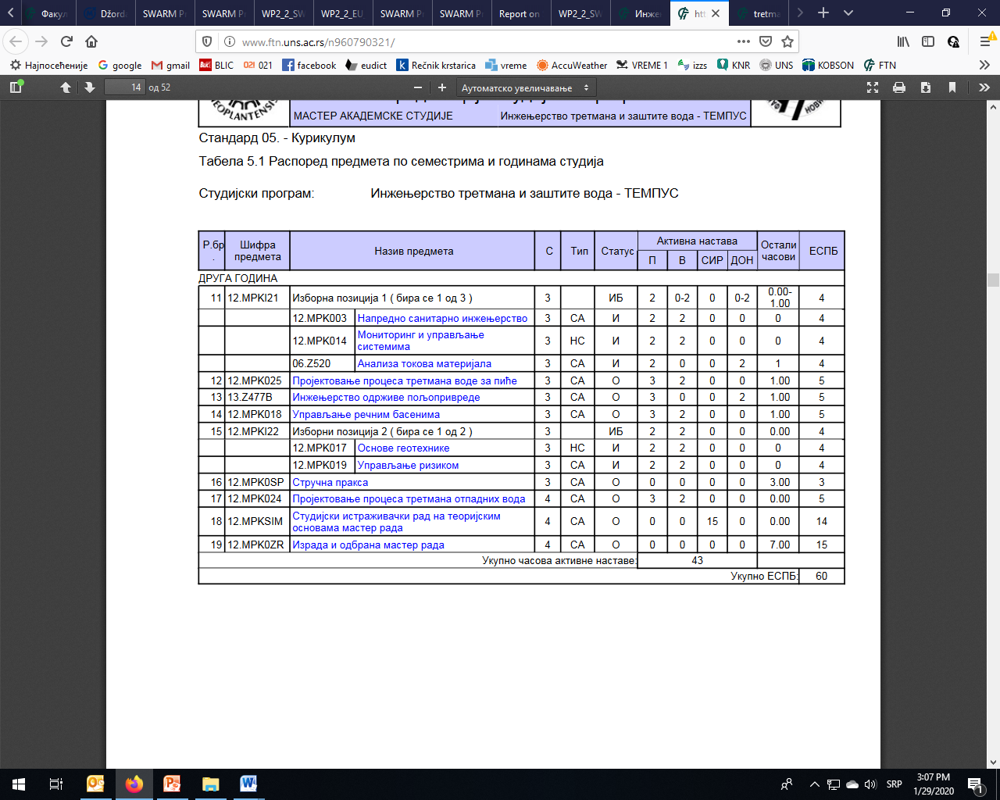 Факул
Džorda
SWARM P
SWARM P
WP2_2_SW
WP2_2_EU
SWARM P
SWARM P
Report on
WP2_2_SW
Инже
htt
tretma
www.ftn.uns.ac.rs/n960790321/
Најпосећеније google gmail BLIC 021 facebook eudict Rečnik krstarica vreme AccuWeather VREME 1 izzs KNR UNS KOBSON FTN
14 од 52 Аутоматско увеличавање
EOPLANTENSIS
МАСТЕР АКАДЕМСКЕ СТУДИЈЕ Инжењерство третмана и заштите вода - ТЕМПУС
Стандард 05. - Курикулум
Табела 5.1 Распоред предмета по семестрима и годинама студија
Студијски програм: Инжењерство третмана и заштите вода - ТЕМПУС
Р.бр. Шифра предмета Назив предмета С Тип Статус Активна настава Остали часови ЕСПБ
П В СИР ДОН
ДРУГА ГОДИНА
11 12.MPKI21 Изборна позиција 1 ( бира се 1 од 3 ) 3 ИБ 2 0-2 0 0-2 0.00-1.00 4
12.MPK003 Напредно санитарно инжењерство 3 СА И 2 2 0 0 0 4
12.MPK014 Мониторинг и управљање системима 3 НС И 2 2 0 0 0 4
06.Z520 Анализа токова материјала 3 СА И 2 0 0 2 1 4
12 12.MPK025 Пројектовање процеса третмана воде за пиће 3 СА О 3 2 0 0 1.00 5
13 13.Z477B Инжењерство одрживе пољопривреде 3 СА О 3 0 0 2 1.00 5
14 12.MPK018 Управљање речним басенима 3 СА О 3 2 0 0 1.00 5
15 12.MPKI22 Изборни позиција 2 ( бира се 1 од 2 ) 3 ИБ 2 2 0 0 0.00 4
12.MPK017 Основе геотехнике 3 НС И 2 2 0 0 0 4
12.MPK019 Управљање ризиком 3 СА И 2 2 0 0 0 4
16 12.MPK0SP Стручна пракса 3 СА О 0 0 0 0 3.00 3
17 12.MPK024 Пројектовање процеса третмана отпадних вода 4 СА О 3 2 0 0 0.00 5
18 12.MPKSIM Студијски истраживачки рад на теоријским основама мастер рада 4 СА О 0 0 15 0 0.00 14
19 12.MPK0ZR Израда и одбрана мастер рада 4 СА О 0 0 0 0 7.00 15
Укупно часова активне наставе: 43
Укупно ЕСПБ: 60
SRP
3:07 PM
1/29/2020
1